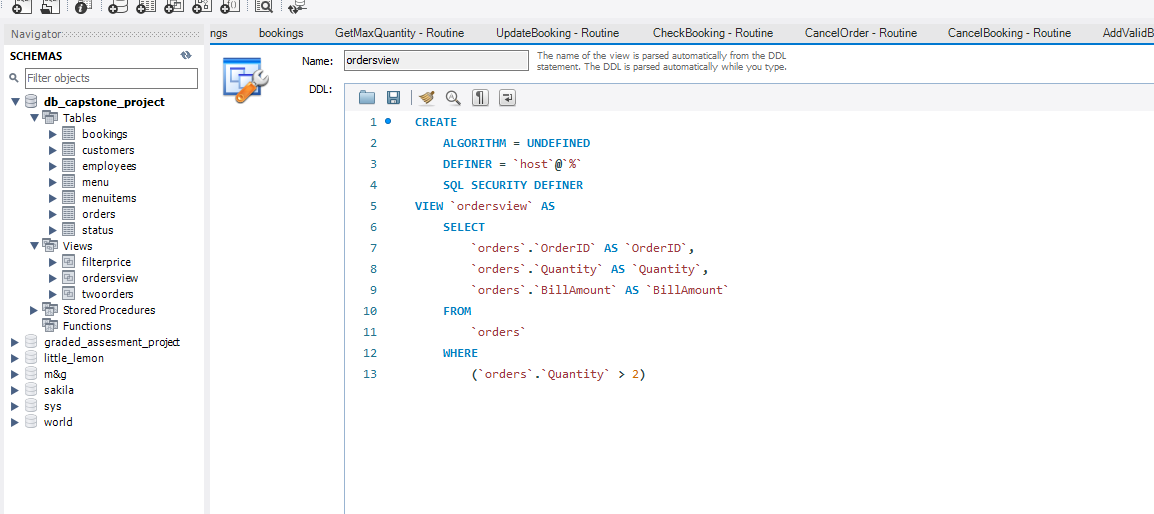 Navigator
SCHEMAS
Filter objects
db_capstone_project
Tables
bookings
customers
employees
menu
menuitems
orders
status
Views
filterprice
ordersview
twoorders
Stored Procedures
Functions
graded_assesment_project
little_lemon
m&g
sakila
sys
world
ngs bookings GetMaxQuantity - Routine UpdateBooking - Routine CheckBooking - Routine CancelOrder - Routine CancelBooking - Routine AddValidB
Name: ordersview
The name of the view is parsed automatically from the DDL
statement. The DDL is parsed automatically while you type.
DDL:
1 CREATE
2 ALGORITHM = UNDEFINED
3 DEFINER = `host`@`%`
4 SQL SECURITY DEFINER
5 VIEW `ordersview` AS
6 SELECT
7 `orders`.`OrderID` AS `OrderID`,
8 `orders`.`Quantity` AS `Quantity`,
9 `orders`.`BillAmount` AS `BillAmount`
10 FROM
11 `orders`
12 WHERE
13 (`orders`.`Quantity` > 2)